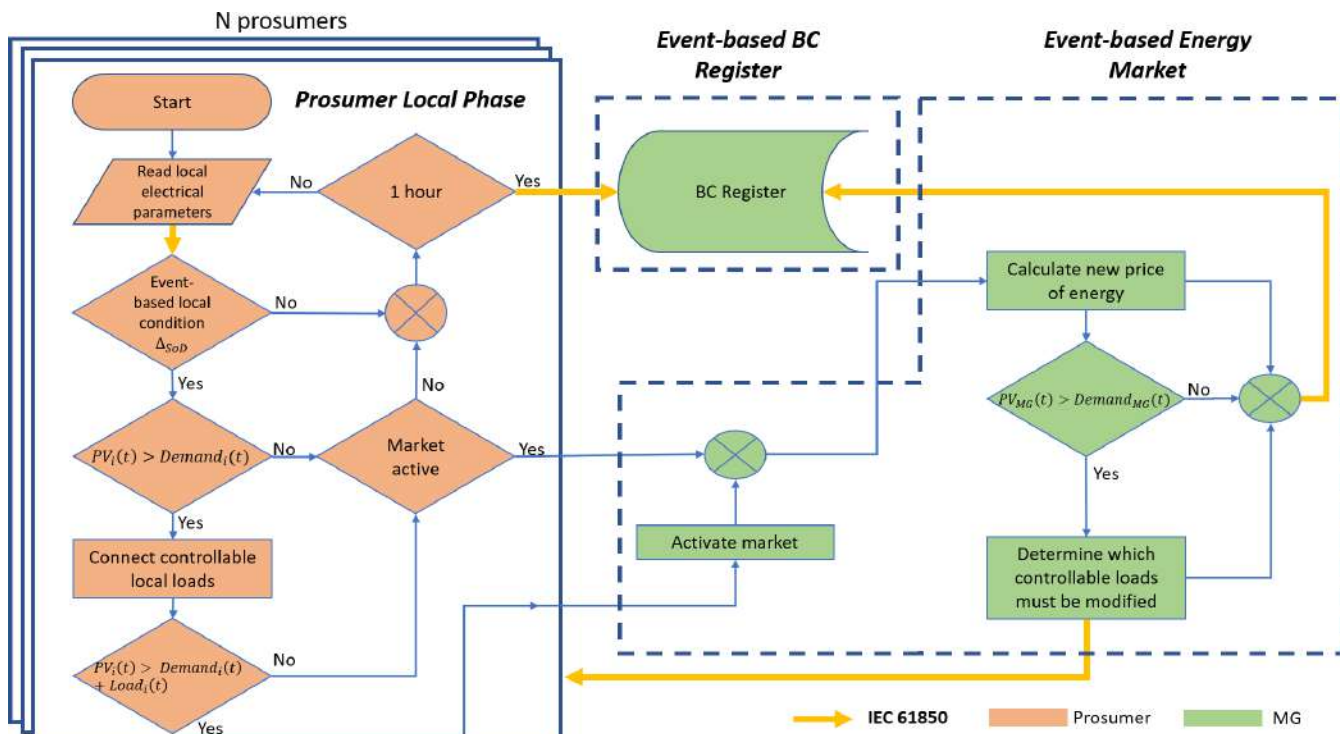 N prosumers
Event-based BC
Register
Event-based Energy
Market
Start
Prosumer Local Phase
Read local
electrical
parameters
No
1 hour
Yes
BC Register
Event-
based local
condition
Δ_SoD
No
Calculate new price
of energy
Yes
No
PV_i(t) > Demand_i(t)
No
Market
active
Yes
PV_MG(t) > Demand_MG(t)
No
Yes
Yes
Connect controllable
local loads
Activate market
Determine which
controllable loads
must be modified
PV_i(t) > Demand_i(t)
+ Load_i(t)
No
Yes
IEC 61850
Prosumer
MG